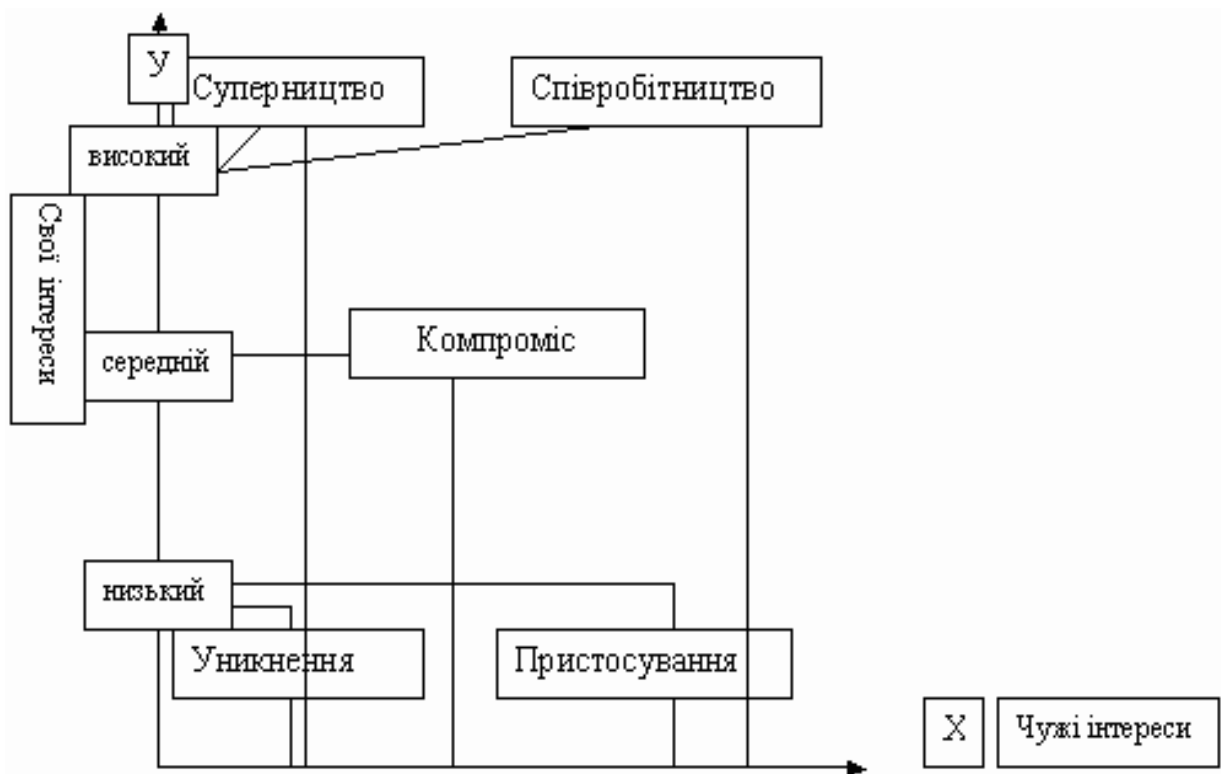 У
Суперництво
Співробітництво
високий
Свої інтереси
Компроміс
середній
низький
Уникнення
Пристосування
Х
Чужі інтереси